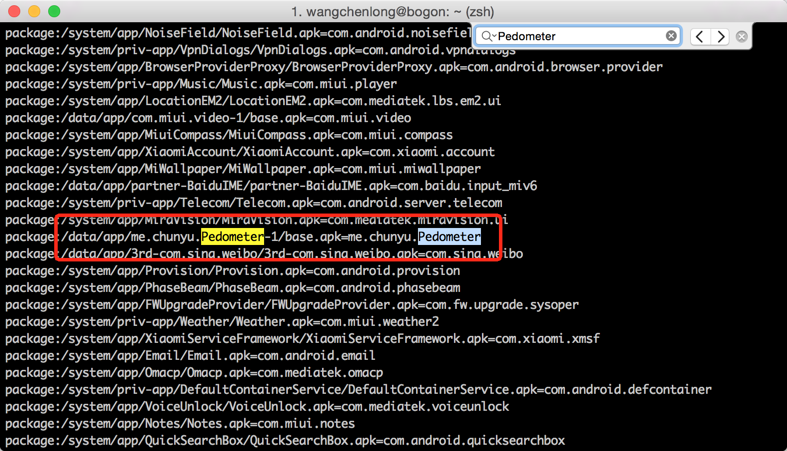 1. wangchenlong@bogon: ~ (zsh)
Pedometer
package:/system/app/NoiseField/NoiseField.apk=com.android.noisefiel
package:/system/priv-app/VpnDialogs/VpnDialogs.apk=com.android.vpndialogs
package:/system/app/BrowserProviderProxy/BrowserProviderProxy.apk=com.android.browser.provider
package:/system/priv-app/Music/Music.apk=com.miui.player
package:/system/app/LocationEM2/LocationEM2.apk=com.mediatek.lbs.em2.ui
package:/data/app/com.miui.video-1/base.apk=com.miui.video
package:/system/app/MiuiCompass/MiuiCompass.apk=com.miui.compass
package:/system/app/XiaomiAccount/XiaomiAccount.apk=com.xiaomi.account
package:/system/app/MiWallpaper/MiWallpaper.apk=com.miui.miwallpaper
package:/data/app/partner-BaiduIME/partner-BaiduIME.apk=com.baidu.input_miv6
package:/system/priv-app/Telecom/Telecom.apk=com.android.server.telecom
package:/system/app/MiraVision/MiraVision.apk=com.mediatek.miravision.ui
package:/data/app/me.chunyu.Pedometer-1/base.apk=me.chunyu.Pedometer
package:/data/app/3rd-com.sina.weibo/3rd-com.sina.weibo.apk=com.sina.weibo
package:/system/app/Provision/Provision.apk=com.android.provision
package:/system/app/PhaseBeam/PhaseBeam.apk=com.android.phasebeam
package:/system/app/FWUpgradeProvider/FWUpgradeProvider.apk=com.fw.upgrade.sysoper
package:/system/priv-app/Weather/Weather.apk=com.miui.weather2
package:/system/app/XiaomiServiceFramework/XiaomiServiceFramework.apk=com.xiaomi.xmsf
package:/system/app/Email/Email.apk=com.android.email
package:/system/app/Omacp/Omacp.apk=com.mediatek.omacp
package:/system/priv-app/DefaultContainerService/DefaultContainerService.apk=com.android.defcontainer
package:/system/app/VoiceUnlock/VoiceUnlock.apk=com.mediatek.voiceunlock
package:/system/app/Notes/Notes.apk=com.miui.notes
package:/system/app/QuickSearchBox/QuickSearchBox.apk=com.android.quicksearchbox